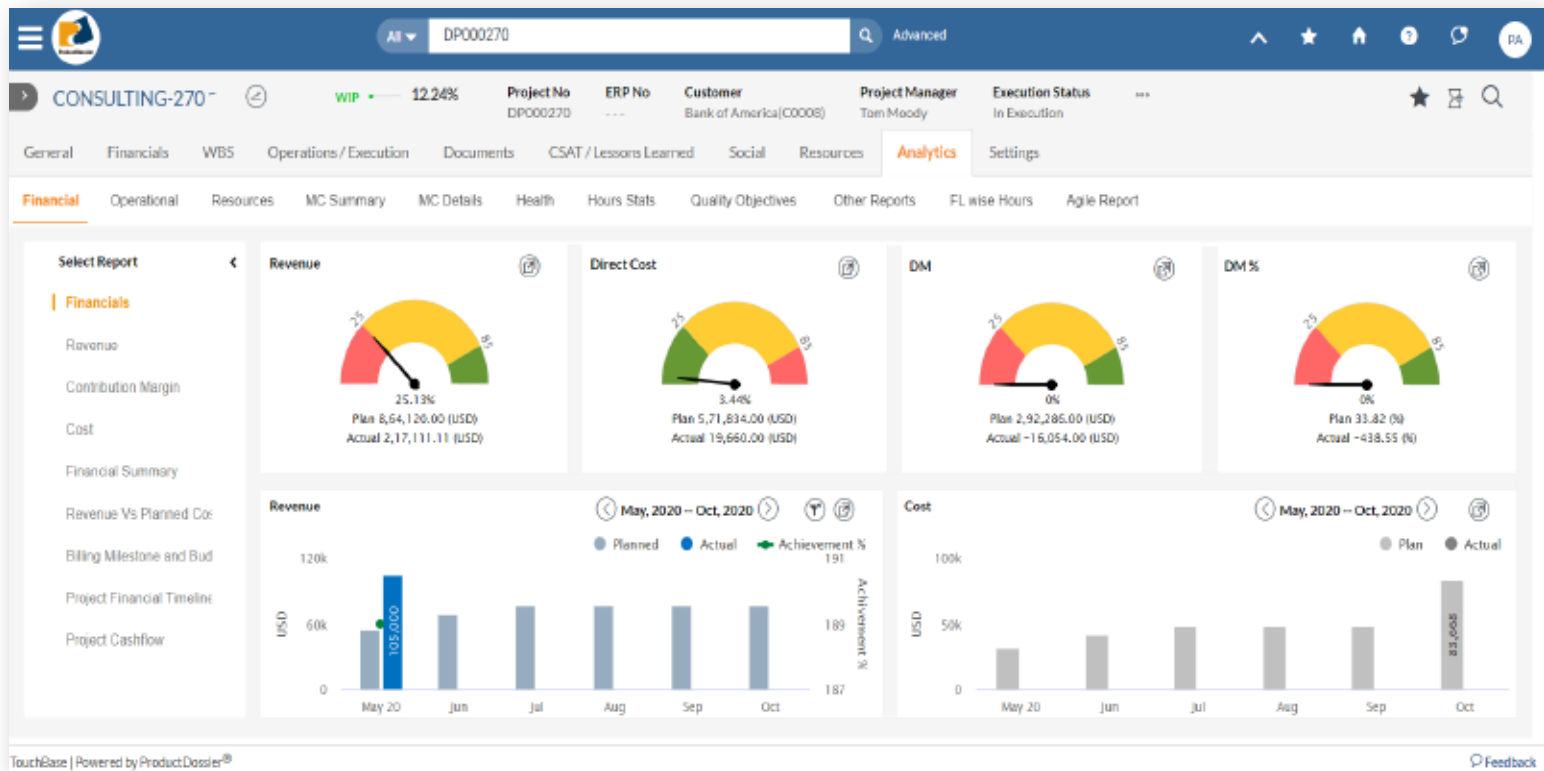 All DP000270 Advanced PA
CONSULTING-270 WIP 12.24% Project No ERP No Customer Project Manager Execution Status ...
DP000270 --- Bank of America(C0008) Tom Moody In Execution
General Financials WBS Operations / Execution Documents CSAT / Lessons Learned Social Resources Analytics Settings
Financial Operational Resources MC Summary MC Details Health Hours Stats Quality Objectives Other Reports FL wise Hours Agile Report
Select Report
Financials
Revenue
Contribution Margin
Cost
Financial Summary
Revenue Vs Planned Cos
Billing Milestone and Bud
Project Financial Timeline
Project Cashflow
Revenue
25 85
25.13%
Plan 8,64,120.00 (USD)
Actual 2,17,111.11 (USD)
Direct Cost
25 85
3.44%
Plan 5,71,834.00 (USD)
Actual 19,660.00 (USD)
DM
25 85
0%
Plan 2,92,286.00 (USD)
Actual -16,054.00 (USD)
DM %
25 85
0%
Plan 33.82 (%)
Actual -438.55 (%)
Revenue May, 2020 - Oct, 2020
Planned Actual Achievement %
120k 191
USD 60k 105,000 189 Achivement %
0 187
May 20 Jun Jul Aug Sep Oct
Cost May, 2020 - Oct, 2020
Plan Actual
100k
USD 50k
0
May 20 Jun Jul Aug Sep Oct
TouchBase | Powered by ProductDossier® Feedback